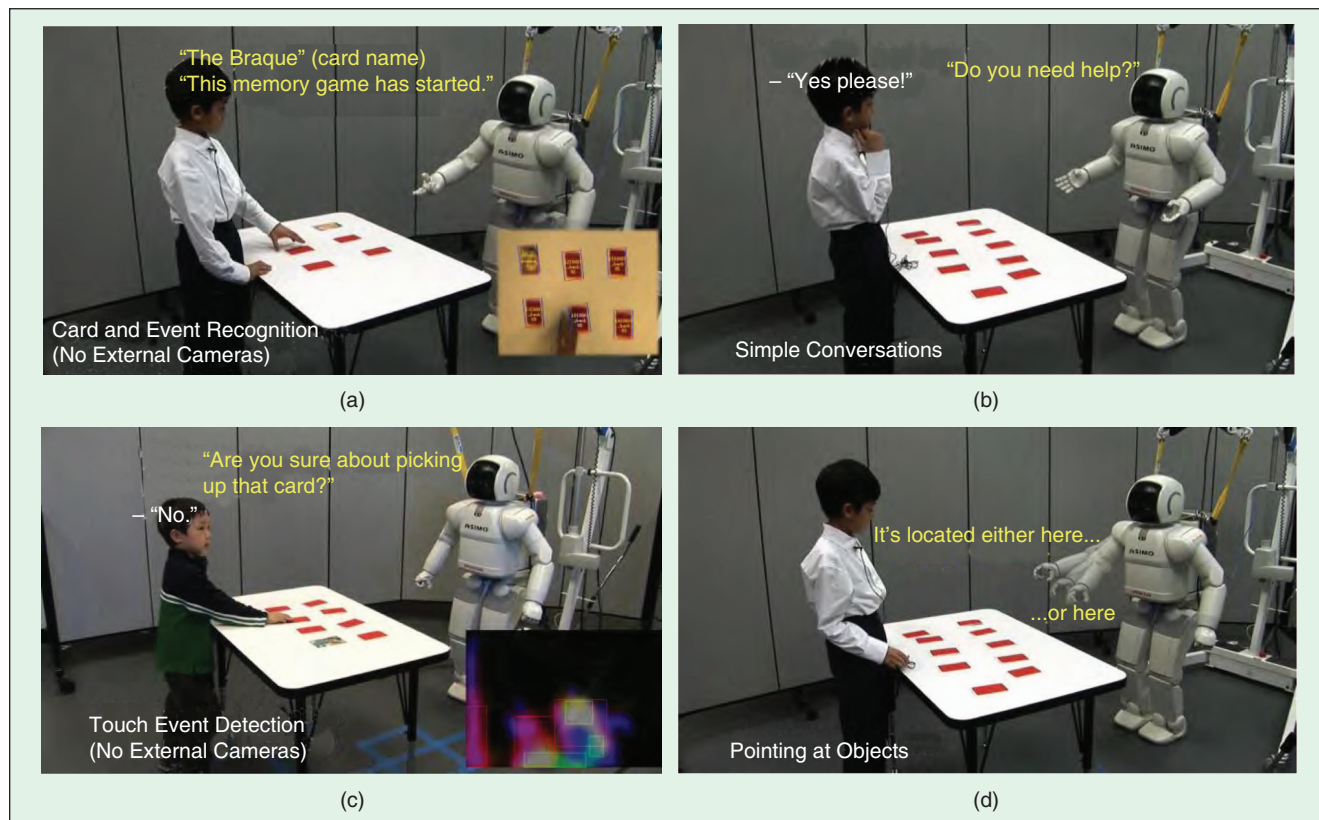 “The Braque” (card name)
“This memory game has started.”
ASIMO
Card and Event Recognition
(No External Cameras)
(a)
“Do you need help?”
– “Yes please!”
ASIMO
Simple Conversations
(b)
“Are you sure about picking
up that card?”
– “No.”
ASIMO
Touch Event Detection
(No External Cameras)
(c)
It’s located either here...
ASIMO
...or here
Pointing at Objects
(d)